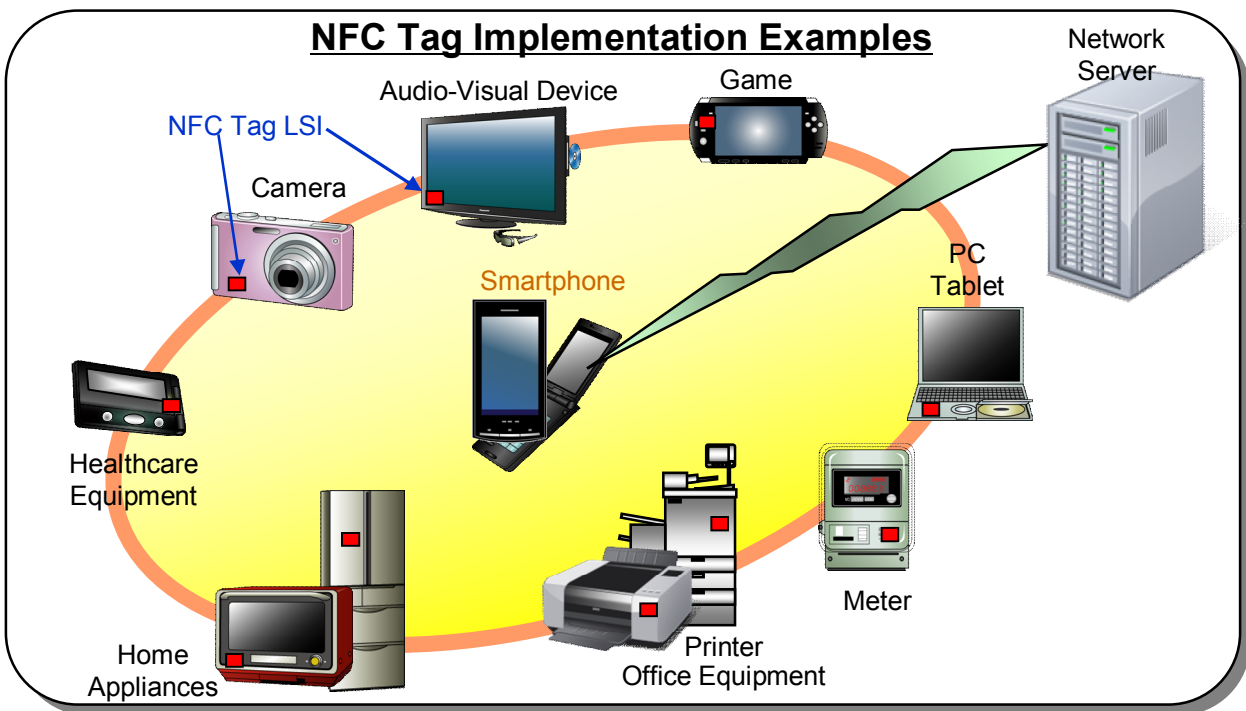 NFC Tag Implementation Examples
Network
Server
Game
Audio-Visual Device
NFC Tag LSI
Camera
PC
Tablet
Smartphone
Healthcare
Equipment
Meter
Printer
Office Equipment
Home
Appliances